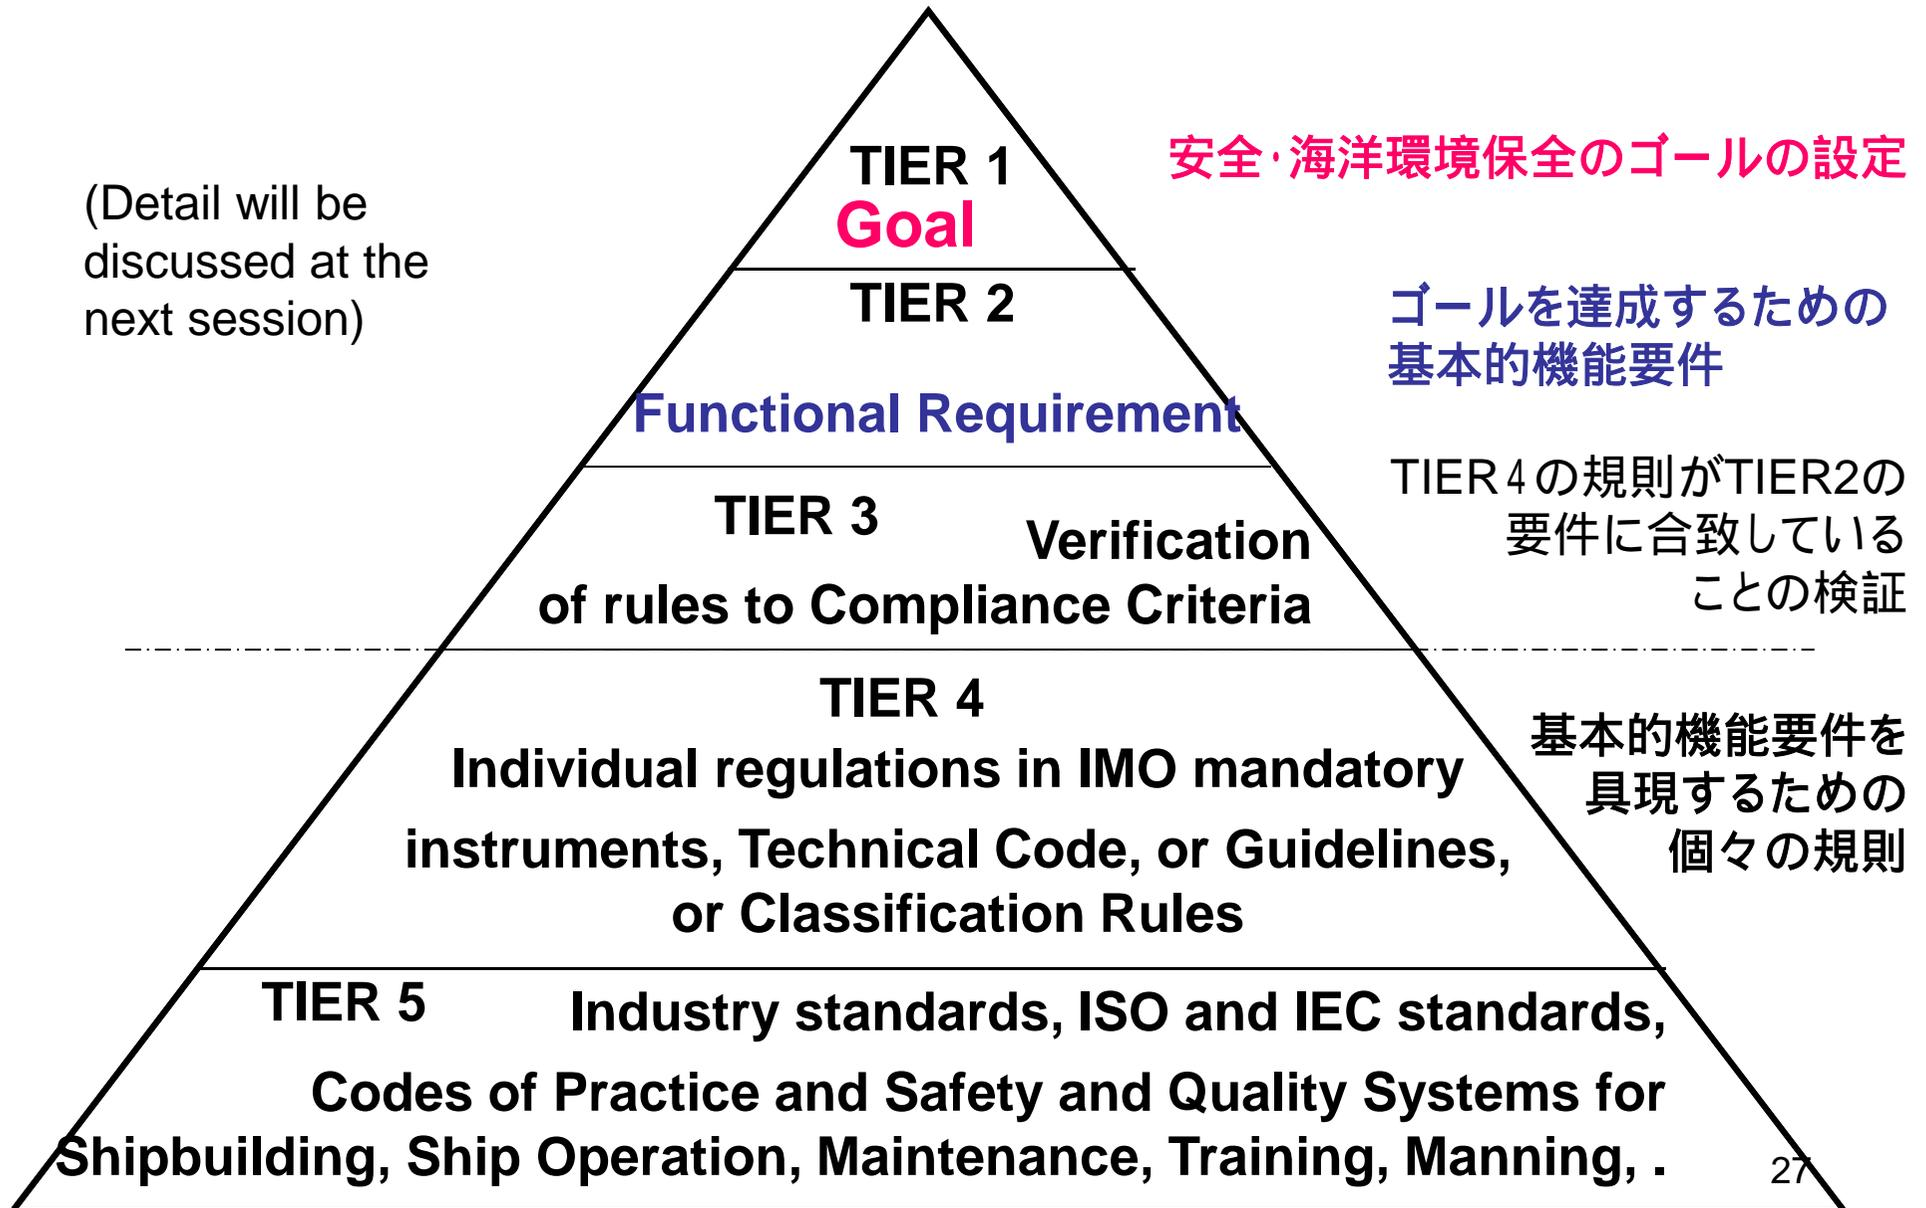 TIER 1
Goal
安全・海洋環境保全のゴールの設定
(Detail will be
discussed at the
next session)
TIER 2
Functional Requirement
ゴールを達成するための
基本的機能要件
TIER 3
Verification
of rules to Compliance Criteria
TIER４の規則がTIER2の
要件に合致している
ことの検証
TIER 4
Individual regulations in IMO mandatory
instruments, Technical Code, or Guidelines,
or Classification Rules
基本的機能要件を
具現するための
個々の規則
TIER 5
Industry standards, ISO and IEC standards,
Codes of Practice and Safety and Quality Systems for
Shipbuilding, Ship Operation, Maintenance, Training, Manning, .
27